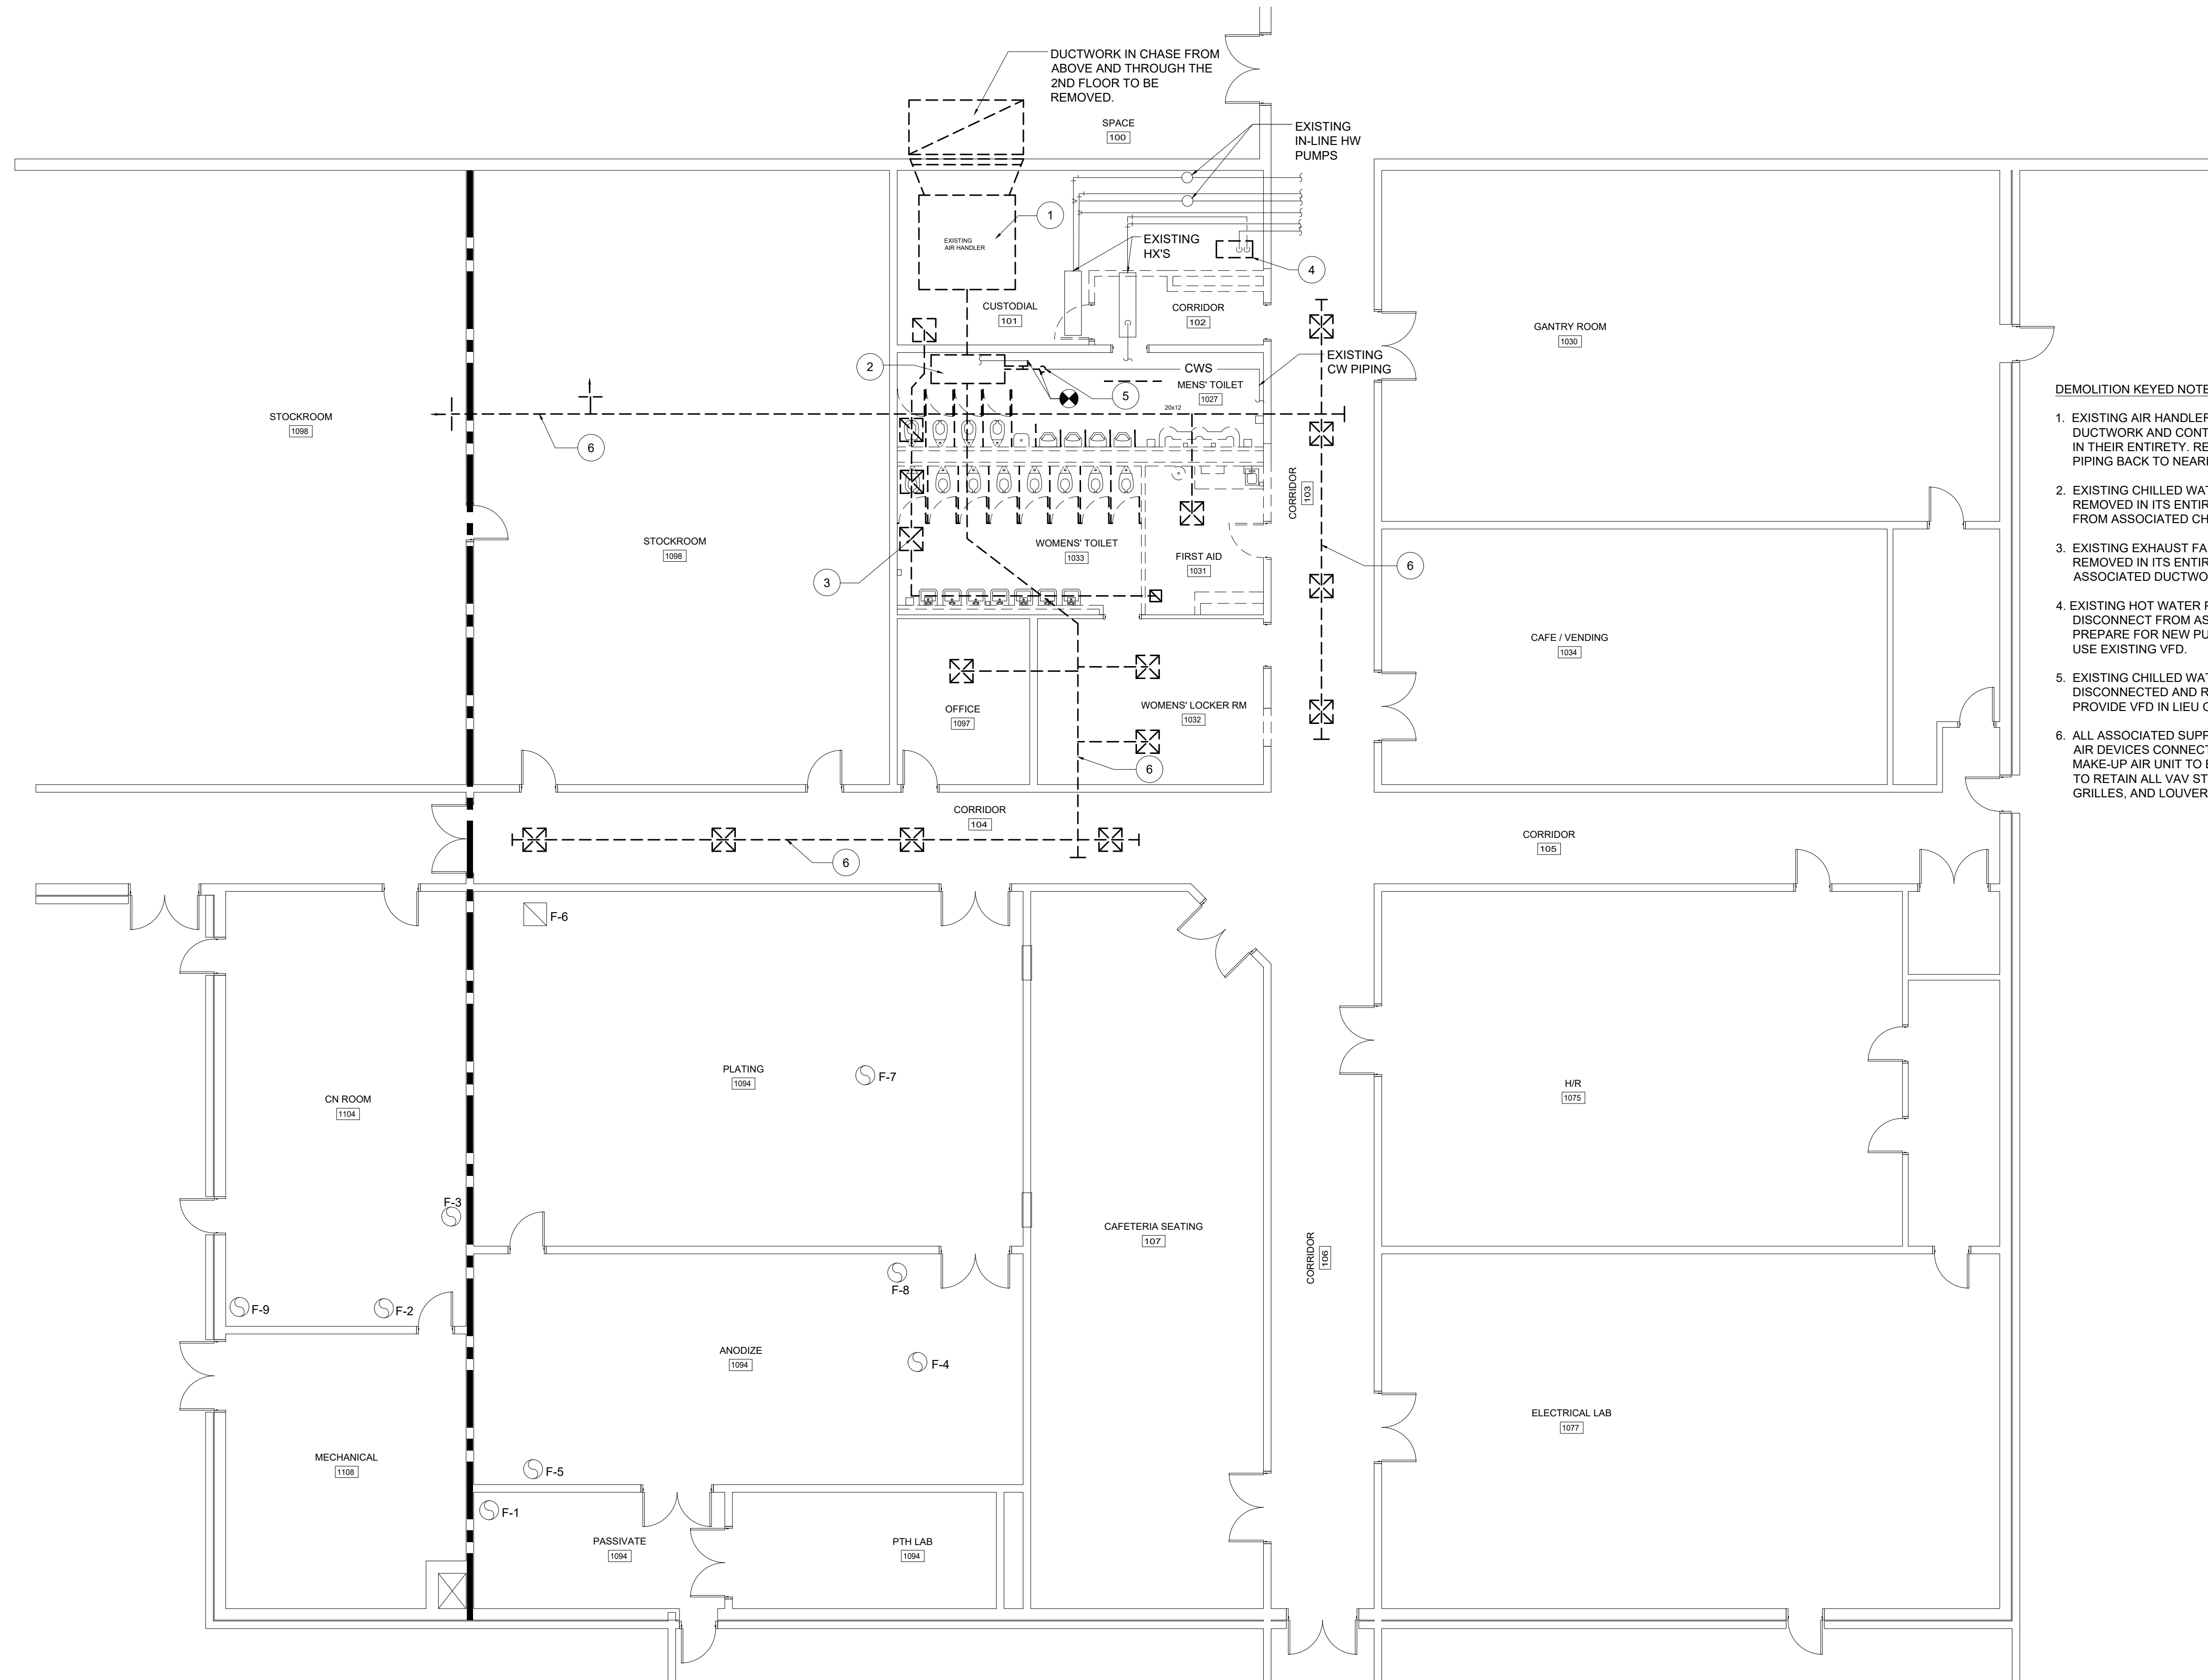 DUCTWORK IN CHASE FROM
ABOVE AND THROUGH THE
2ND FLOOR TO BE
REMOVED.
SPACE
100
EXISTING
IN-LINE HW
PUMPS
1
EXISTING
AIR HANDLER
EXISTING
HX'S
4
CUSTODIAL
101
CORRIDOR
102
GANTRY ROOM
1030
2
CWS
EXISTING
CW PIPING
MENS' TOILET
1027
5
20x12
STOCKROOM
1098
6
CORRIDOR
103
STOCKROOM
1098
WOMENS' TOILET
1033
FIRST AID
1031
6
3
CAFE / VENDING
1034
OFFICE
1097
WOMENS' LOCKER RM
1032
6
CORRIDOR
104
6
CORRIDOR
105
DEMOLITION KEYED NOTE
1. EXISTING AIR HANDLER
DUCTWORK AND CONT
IN THEIR ENTIRETY. RE
PIPING BACK TO NEAR
2. EXISTING CHILLED WAT
REMOVED IN ITS ENTIR
FROM ASSOCIATED CH
3. EXISTING EXHAUST FA
REMOVED IN ITS ENTIR
ASSOCIATED DUCTWO
4. EXISTING HOT WATER P
DISCONNECT FROM AS
PREPARE FOR NEW PU
USE EXISTING VFD.
5. EXISTING CHILLED WAT
DISCONNECTED AND R
PROVIDE VFD IN LIEU O
6. ALL ASSOCIATED SUPP
AIR DEVICES CONNECT
MAKE-UP AIR UNIT TO B
TO RETAIN ALL VAV ST
GRILLES, AND LOUVER
F-6
PLATING
1094
F-7
CN ROOM
1104
H/R
1075
F-3
CAFETERIA SEATING
107
CORRIDOR
106
F-8
F-9
F-2
ANODIZE
1094
F-4
ELECTRICAL LAB
1077
MECHANICAL
1108
F-5
F-1
PASSIVATE
1094
PTH LAB
1094